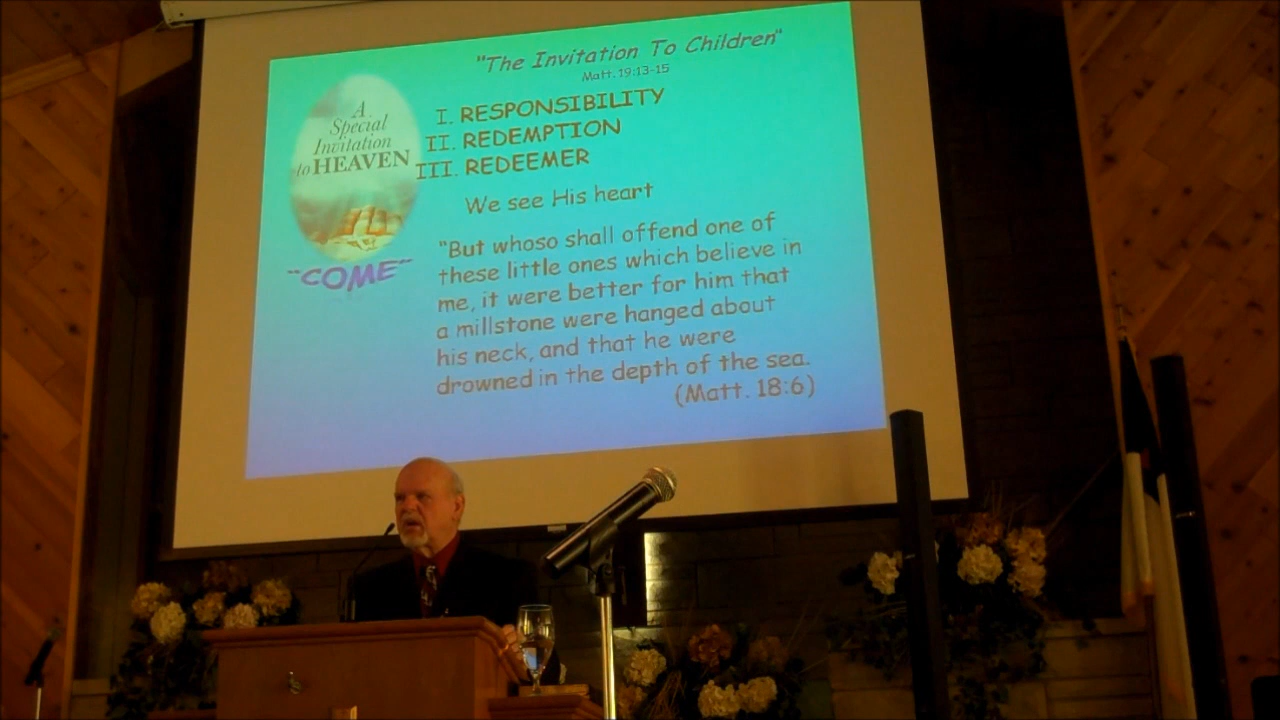 "The Invitation To Children"
Matt. 19:13-15
A
Special
Invitation
to HEAVEN
"COME"
I. RESPONSIBILITY
II. REDEMPTION
III. REDEEMER
We see His heart
"But whoso shall offend one of
these little ones which believe in
me, it were better for him that
a millstone were hanged about
his neck, and that he were
drowned in the depth of the sea.
(Matt. 18:6)